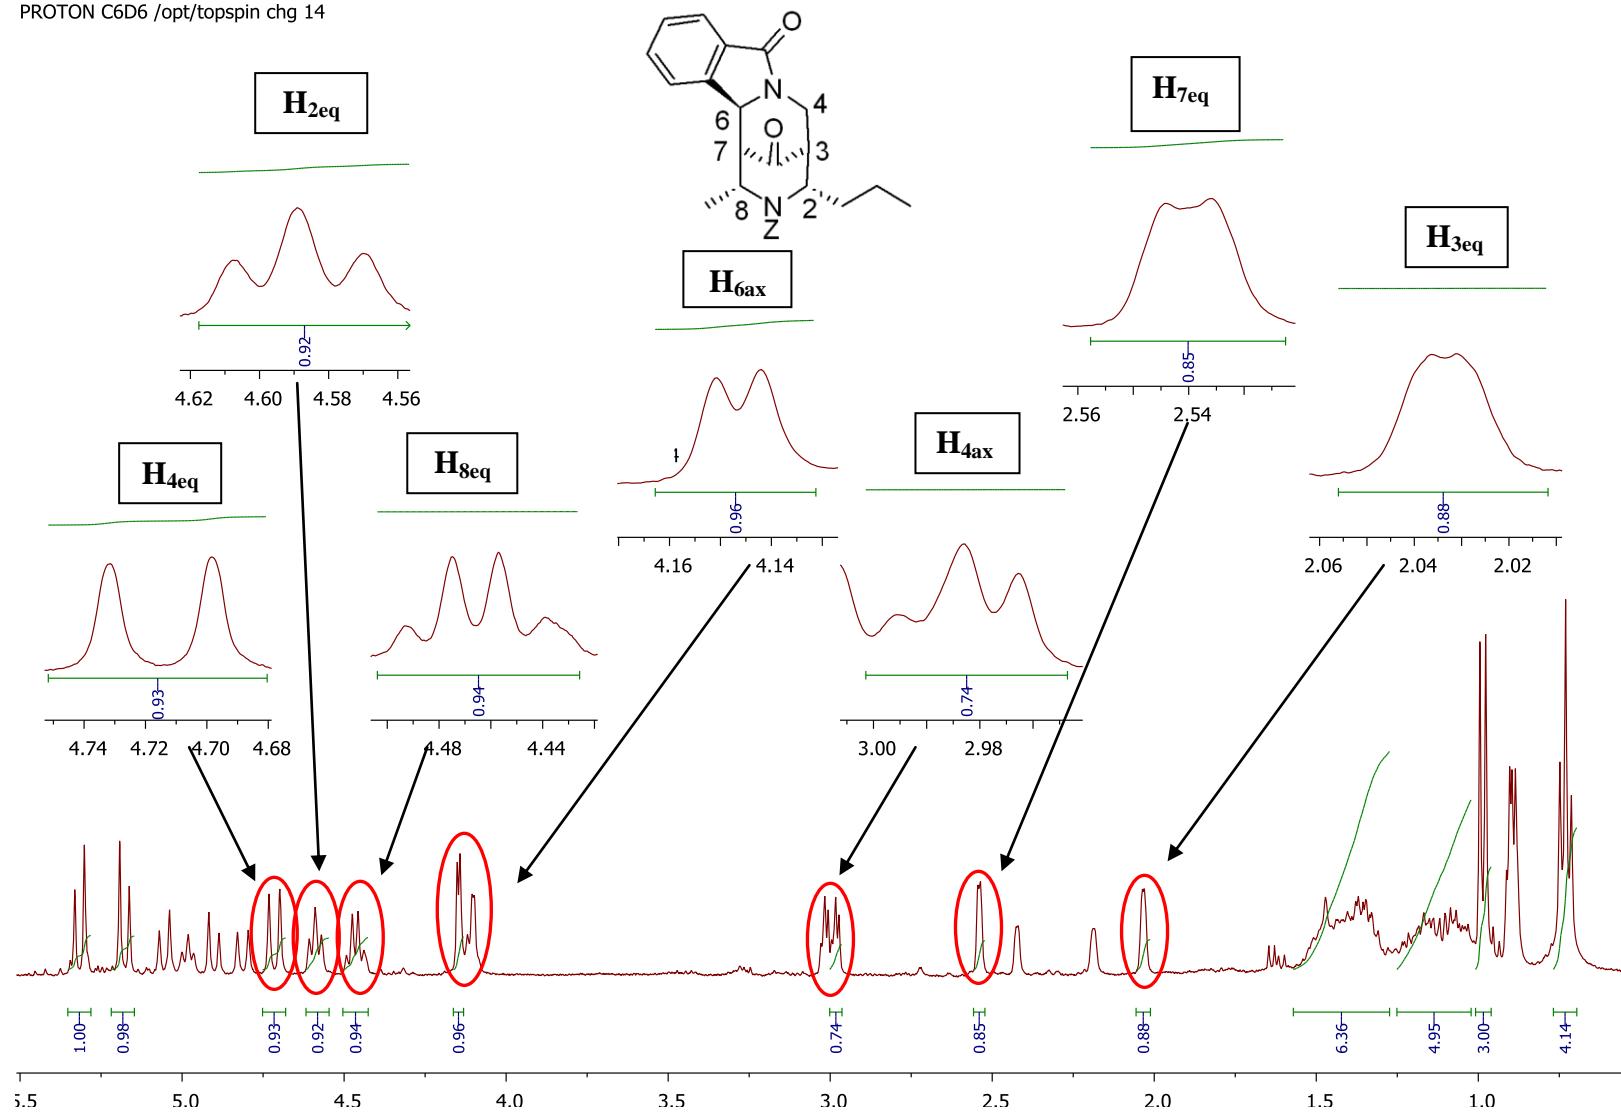 PROTON C6D6 /opt/topspin chg 14
O
N
4
6
O
7
3
8
N
2
Z
H2eq
0.92
4.62 4.60 4.58 4.56
H7eq
0.85
2.56 2.54
H3eq
0.88
2.06 2.04 2.02
H6ax
0.96
4.16 4.14
H4eq
0.93
4.74 4.72 4.70 4.68
H8eq
0.94
4.48 4.44
H4ax
0.74
3.00 2.98
1.00 0.98 0.93 0.92 0.94 0.96 0.74 0.85 0.88 6.36 4.95 3.00 4.14
5.5 5.0 4.5 4.0 3.5 3.0 2.5 2.0 1.5 1.0